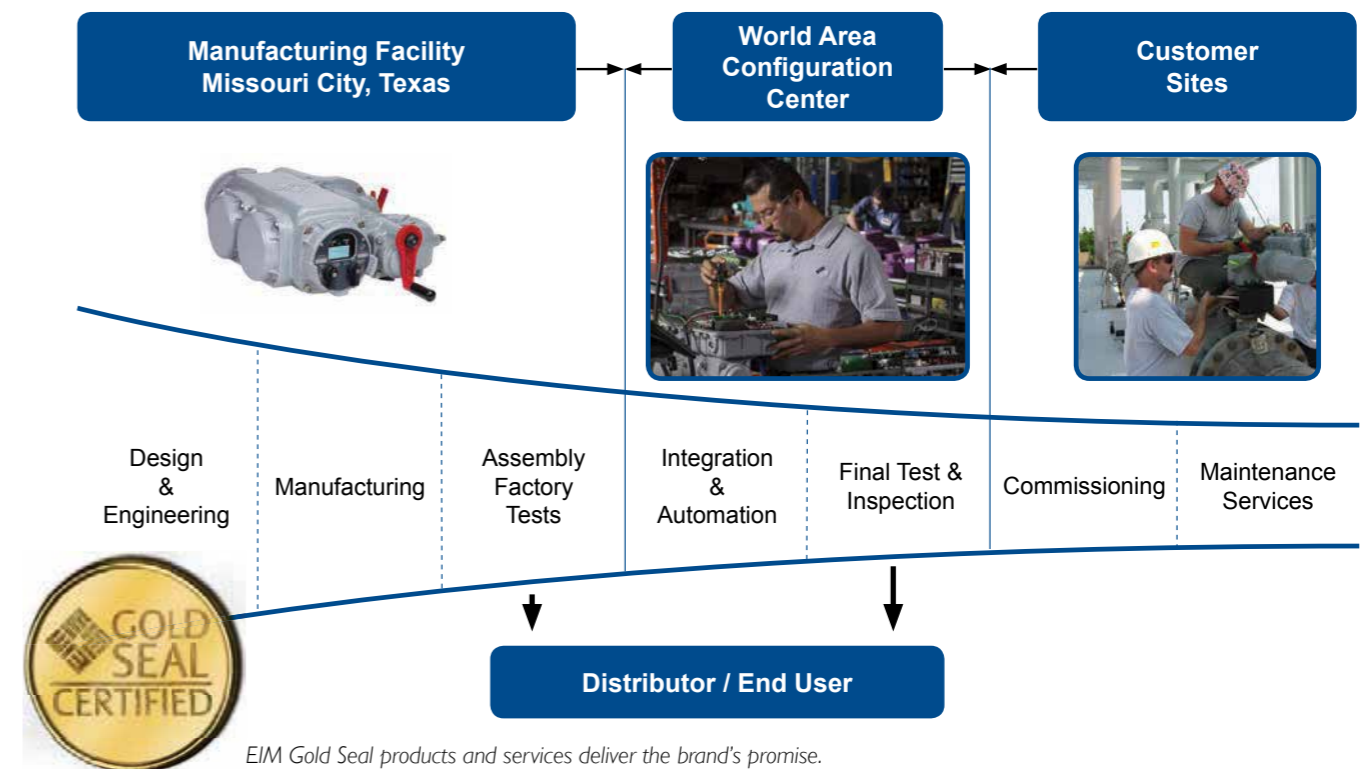 Manufacturing Facility
Missouri City, Texas
World Area
Configuration
Center
Customer
Sites
Design
&
Engineering
Manufacturing
Assembly
Factory
Tests
Integration
&
Automation
Final Test &
Inspection
Commissioning
Maintenance
Services
GOLD
SEAL
CERTIFIED
Distributor / End User
EIM Gold Seal products and services deliver the brand's promise.